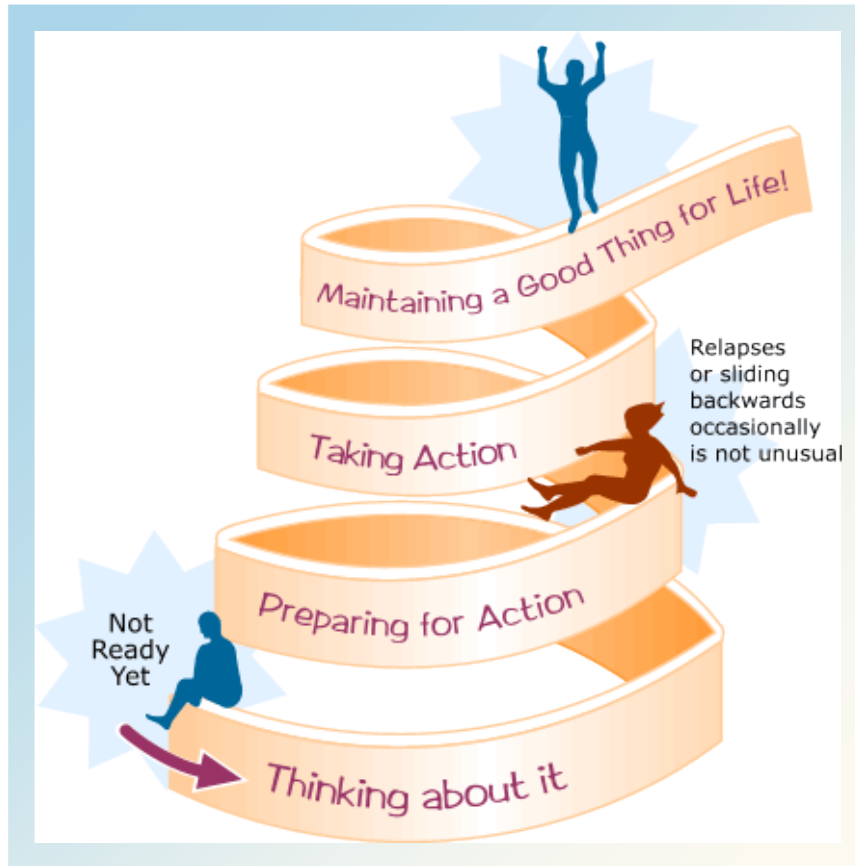 Maintaining a Good Thing for Life!
Relapses
or sliding
backwards
occasionally
is not unusual
Taking Action
Preparing for Action
Not
Ready
Yet
Thinking about it